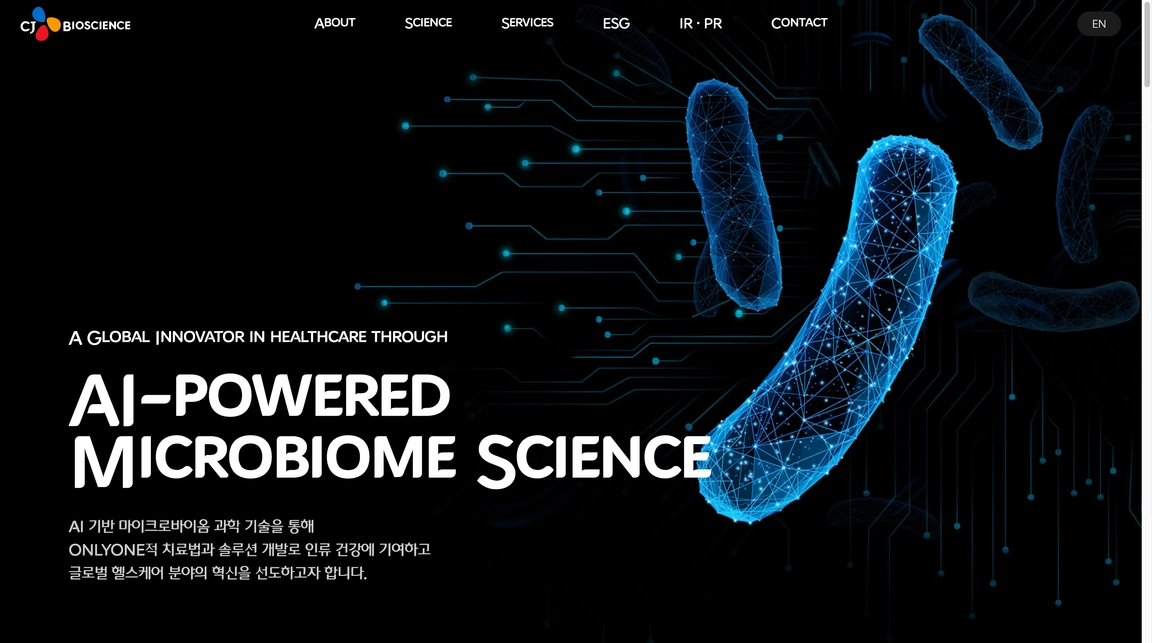 CJ BIOSCIENCE
ABOUT SCIENCE SERVICES ESG IR · PR CONTACT EN
A GLOBAL INNOVATOR IN HEALTHCARE THROUGH
AI-POWERED
MICROBIOME SCIENCE
AI 기반 마이크로바이옴 과학 기술을 통해
ONLYONE적 치료법과 솔루션 개발로 인류 건강에 기여하고
글로벌 헬스케어 분야의 혁신을 선도하고자 합니다.